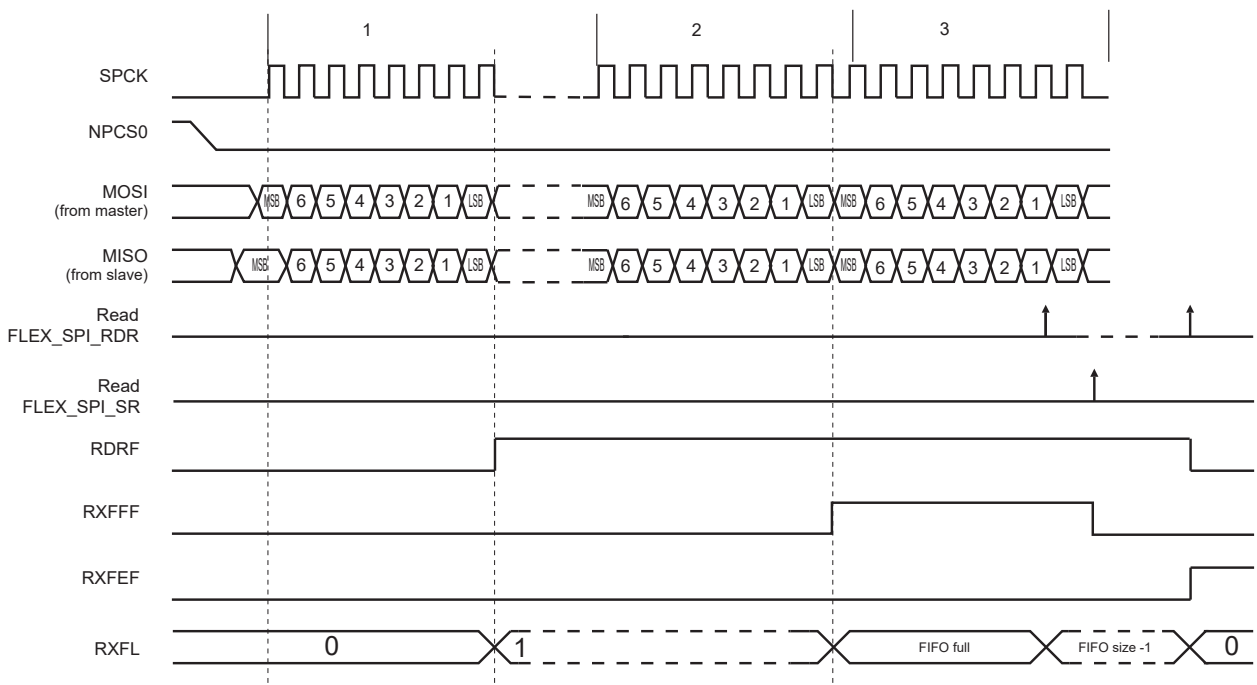 1 2 3
SPCK
NPCS0
MOSI
(from master)
MSB 6 5 4 3 2 1 LSB MSB 6 5 4 3 2 1 LSB MSB 6 5 4 3 2 1 LSB
MISO
(from slave)
MSB 6 5 4 3 2 1 LSB MSB 6 5 4 3 2 1 LSB MSB 6 5 4 3 2 1 LSB
Read
FLEX_SPI_RDR
Read
FLEX_SPI_SR
RDRF
RXFFF
RXFEF
RXFL 0 1 FIFO full FIFO size -1 0